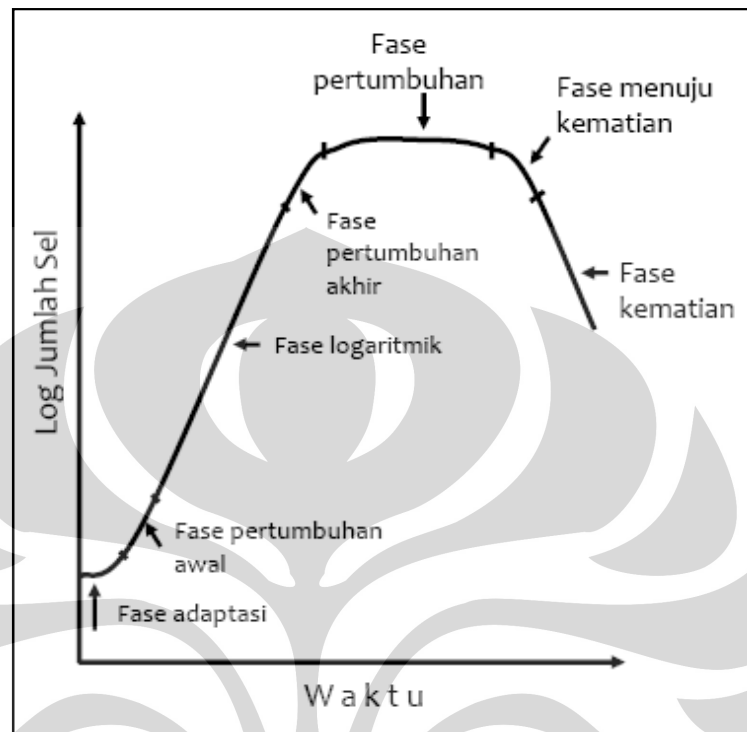 Fase
pertumbuhan
Fase menuju
kematian
Fase
pertumbuhan
akhir
Fase
kematian
Fase logaritmik
Fase pertumbuhan
awal
Fase adaptasi
Log Jumlah Sel
Waktu